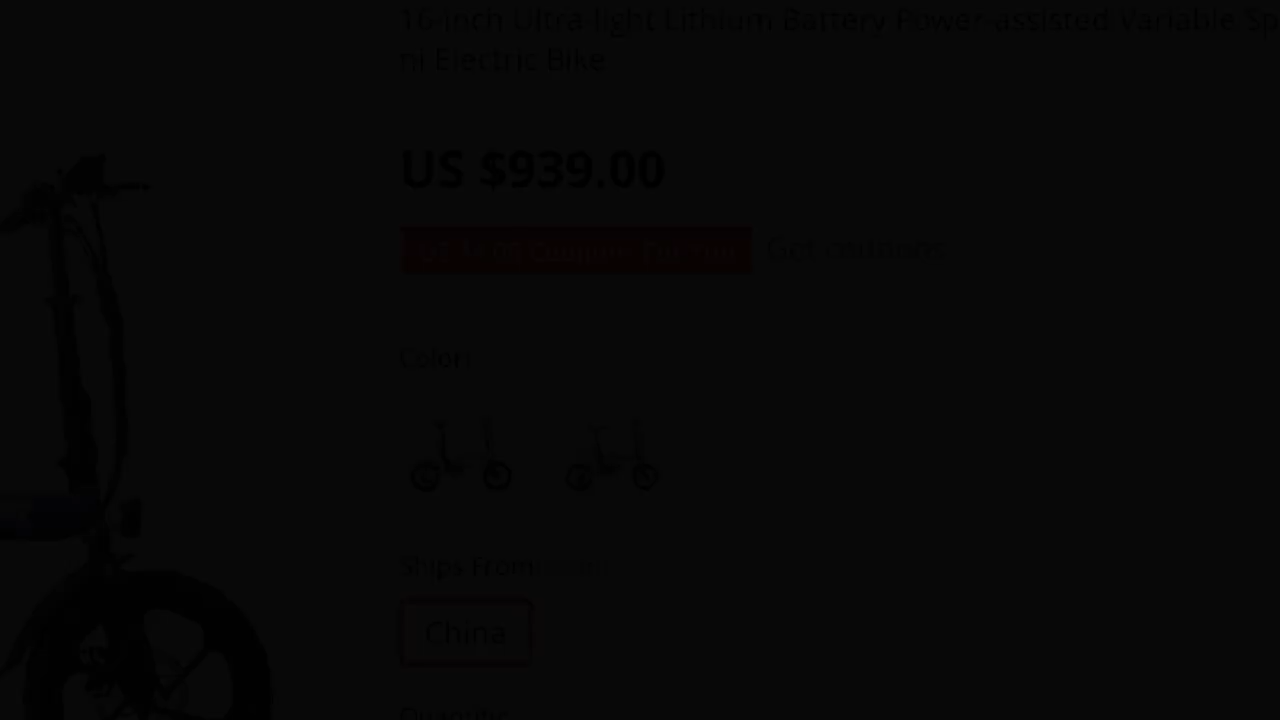 16-inch Ultra-light Lithium Battery Power-assisted Variable Sp
ni Electric Bike
US $939.00
Get coupons
Color:
Ships From:
China
Quantity